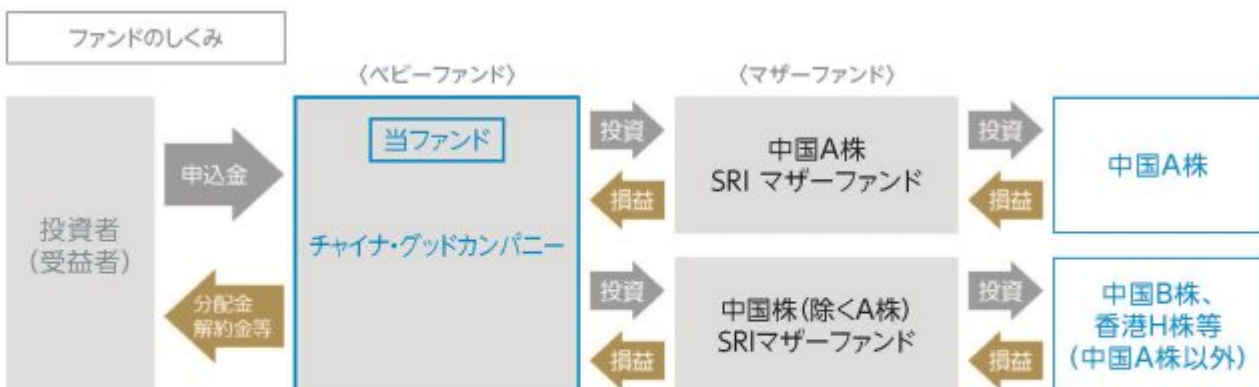 ファンドのしくみ
〈ベビーファンド〉
〈マザーファンド〉
投資者
(受益者)
申込金
分配金
解約金等
当ファンド
チャイナ・グッドカンパニー
投資
損益
中国A株
SRI マザーファンド
投資
損益
中国A株
投資
損益
中国株(除くA株)
SRIマザーファンド
投資
損益
中国B株、
香港H株等
(中国A株以外)